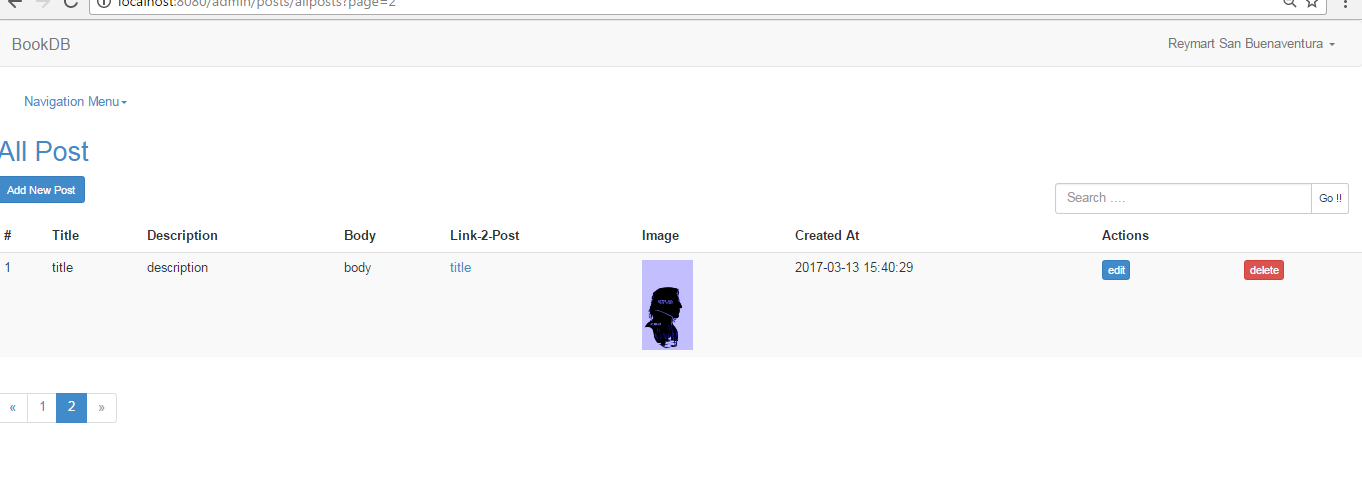 localhost:8080/admin/posts/allposts?page=2
BookDB
Reymart San Buenaventura
Navigation Menu
All Post
Add New Post
Search ....
Go !!
# Title Description Body Link-2-Post Image Created At Actions
1 title description body title 2017-03-13 15:40:29 edit delete
« 1 2 »